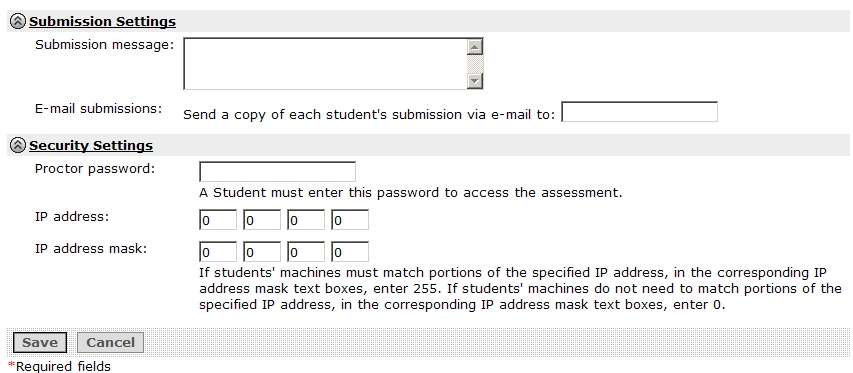 Submission Settings
Submission message:
E-mail submissions: Send a copy of each student's submission via e-mail to:
Security Settings
Proctor password:
A Student must enter this password to access the assessment.
IP address: 0 0 0 0
IP address mask: 0 0 0 0
If students' machines must match portions of the specified IP address, in the corresponding IP
address mask text boxes, enter 255. If students' machines do not need to match portions of the
specified IP address, in the corresponding IP address mask text boxes, enter 0.
Save Cancel
*Required fields